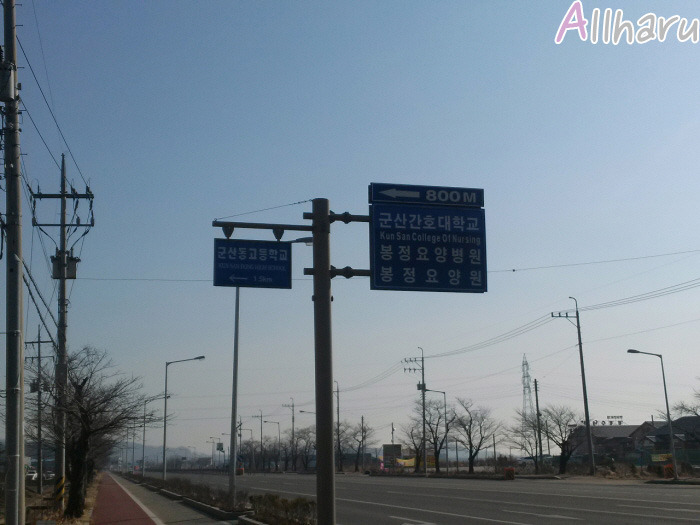 Allharu
800M
군산간호대학교
Kun San College Of Nursing
봉정요양병원
봉정요양원
군산동고등학교